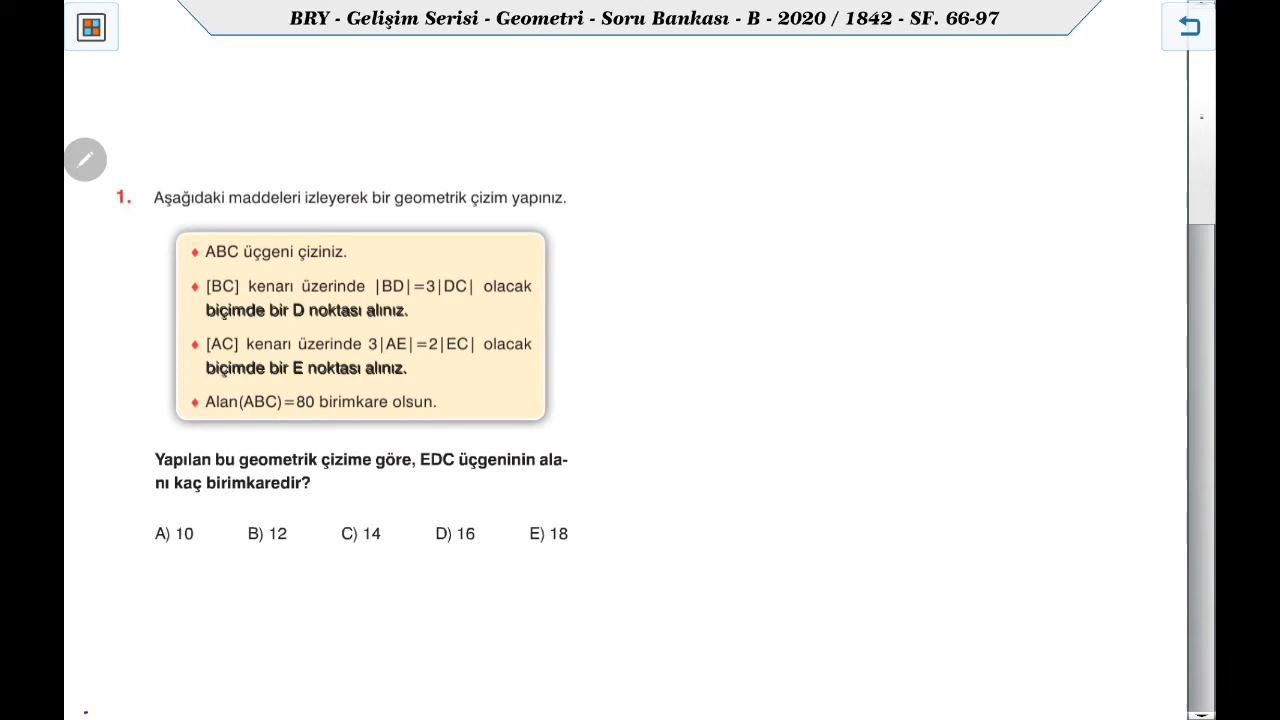 BRY - Gelişim Serisi - Geometri - Soru Bankası - B - 2020 / 1842 - SF. 66-97
1. Aşağıdaki maddeleri izleyerek bir geometrik çizim yapınız.
♦ ABC üçgeni çiziniz.
♦ [BC] kenarı üzerinde |BD|=3|DC| olacak
biçimde bir D noktası alınız.
♦ [AC] kenarı üzerinde 3|AE|=2|EC| olacak
biçimde bir E noktası alınız.
♦ Alan(ABC)=80 birimkare olsun.
Yapılan bu geometrik çizime göre, EDC üçgeninin ala-
nı kaç birimkaredir?
A) 10 B) 12 C) 14 D) 16 E) 18